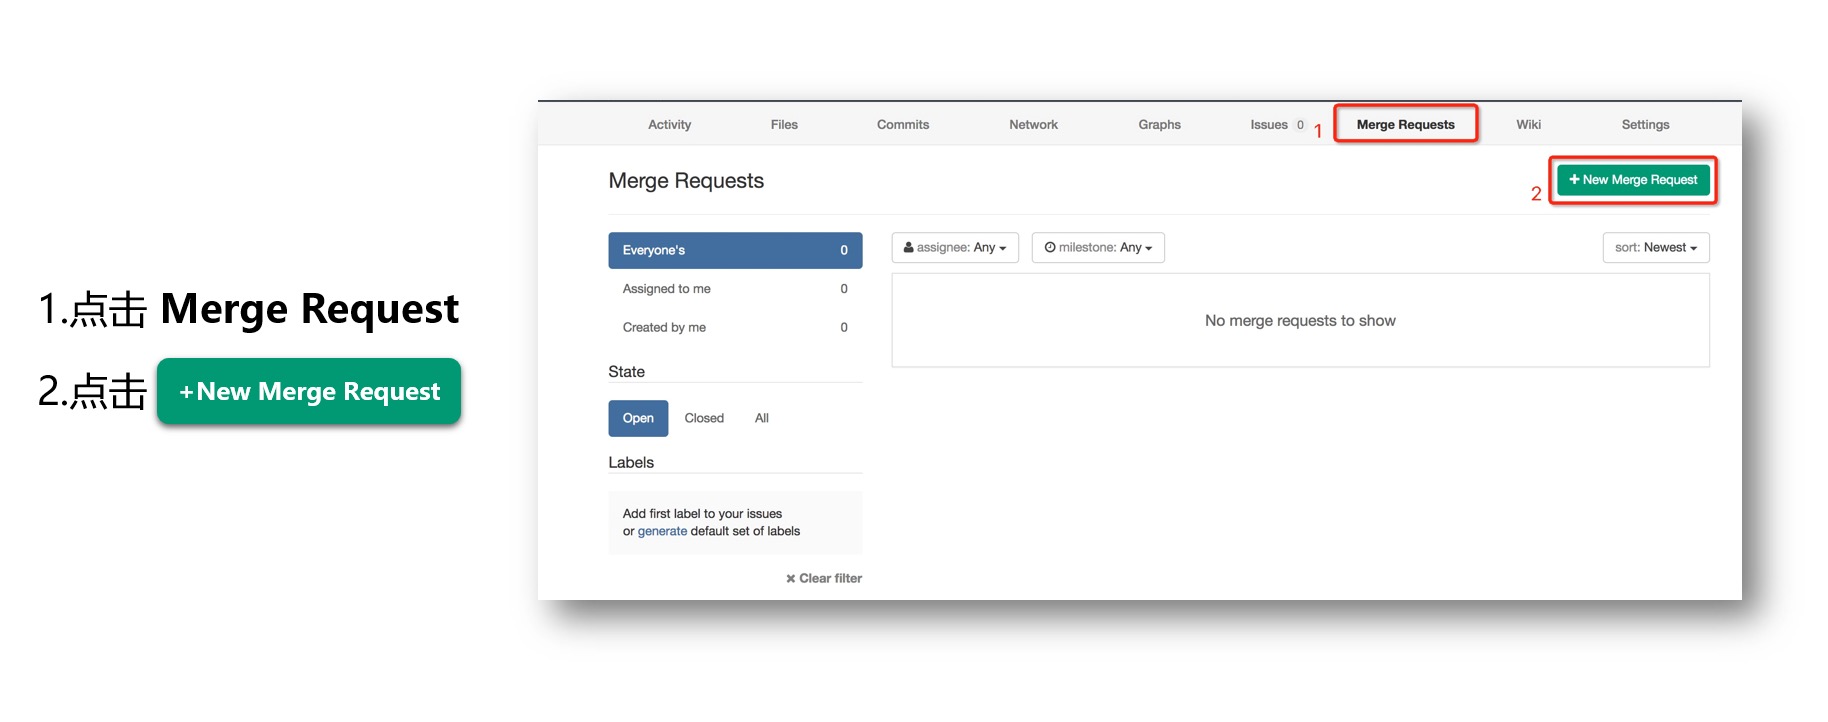 1.点击 Merge Request
2.点击 +New Merge Request
Activity Files Commits Network Graphs Issues 0 1 Merge Requests Wiki Settings
Merge Requests
2 + New Merge Request
Everyone's 0
assignee: Any milestone: Any sort: Newest
Assigned to me 0
Created by me 0
No merge requests to show
State
Open Closed All
Labels
Add first label to your issues
or generate default set of labels
× Clear filter